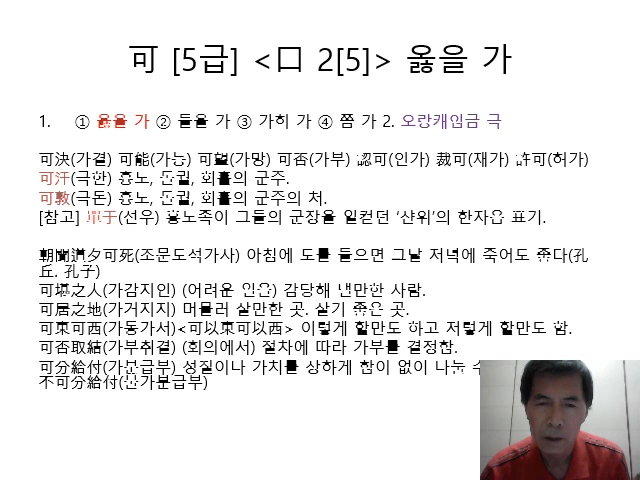 可 [5급] <口 2[5]> 옳을 가
1. ① 옳을 가 ② 들을 가 ③ 가히 가 ④ 쯤 가 2. 오랑캐임금 극
可決(가결) 可能(가능) 可望(가망) 可否(가부) 認可(인가) 裁可(재가) 許可(허가)
可汗(극한) 흉노, 돌궐, 회흘의 군주.
可敦(극돈) 흉노, 돌궐, 회흘의 군주의 처.
[참고] 單于(선우) 흉노족이 그들의 군장을 일컫던 ‘샨위’의 한자음 표기.
朝聞道夕可死(조문도석가사) 아침에 도를 들으면 그날 저녁에 죽어도 좋다(孔
丘. 孔子)
可堪之人(가감지인) (어려운 일을) 감당해 낼만한 사람.
可居之地(가거지지) 머물러 살만한 곳. 살기 좋은 곳.
可東可西(가동가서)<可以東可以西> 이렇게 할만도 하고 저렇게 할만도 함.
可否取結(가부취결) (회의에서) 절차에 따라 가부를 결정함.
可分給付(가분급부) 성질이나 가치를 상하게 함이 없이 나눌 수
不可分給付(불가분급부)